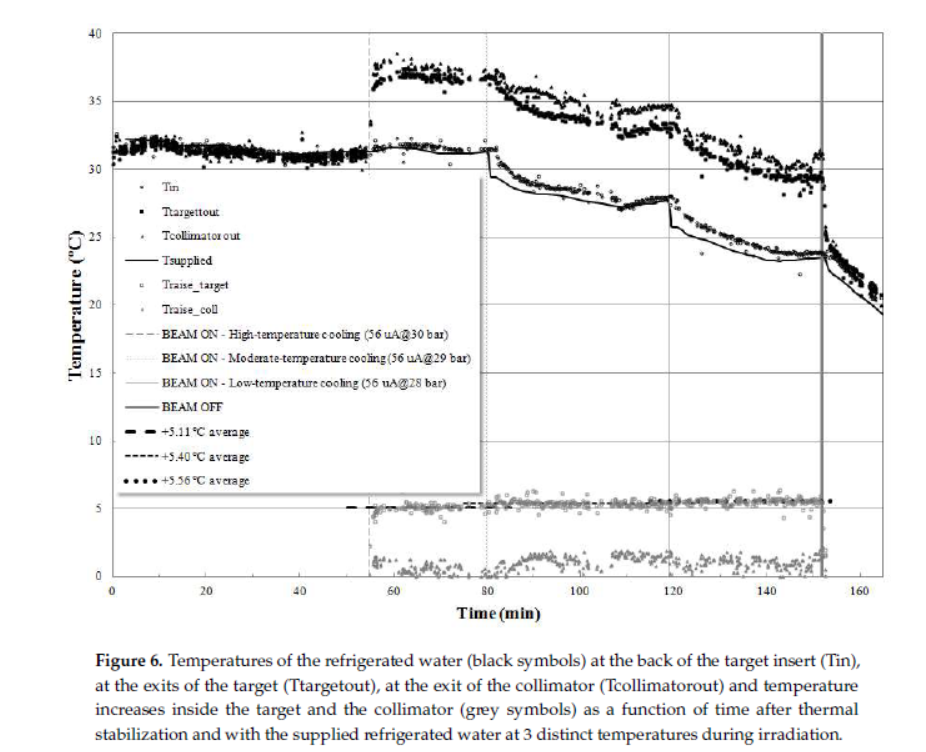 40
35
30
25
20
15
10
5
0
Temperature (°C)
Tin
Ttargettout
Tcollimatorout
Tsupplied
Traise_target
Traise_coll
BEAM ON - High-temperature cooling (56 uA@30 bar)
BEAM ON - Moderate-temperature cooling (56 uA@29 bar)
BEAM ON - Low-temperature cooling (56 uA@28 bar)
BEAM OFF
+5.11°C average
+5.40°C average
+5.56°C average
0 20 40 60 80 100 120 140 160
Time (min)
Figure 6. Temperatures of the refrigerated water (black symbols) at the back of the target insert (Tin),
at the exits of the target (Ttargetout), at the exit of the collimator (Tcollimatorout) and temperature
increases inside the target and the collimator (grey symbols) as a function of time after thermal
stabilization and with the supplied refrigerated water at 3 distinct temperatures during irradiation.